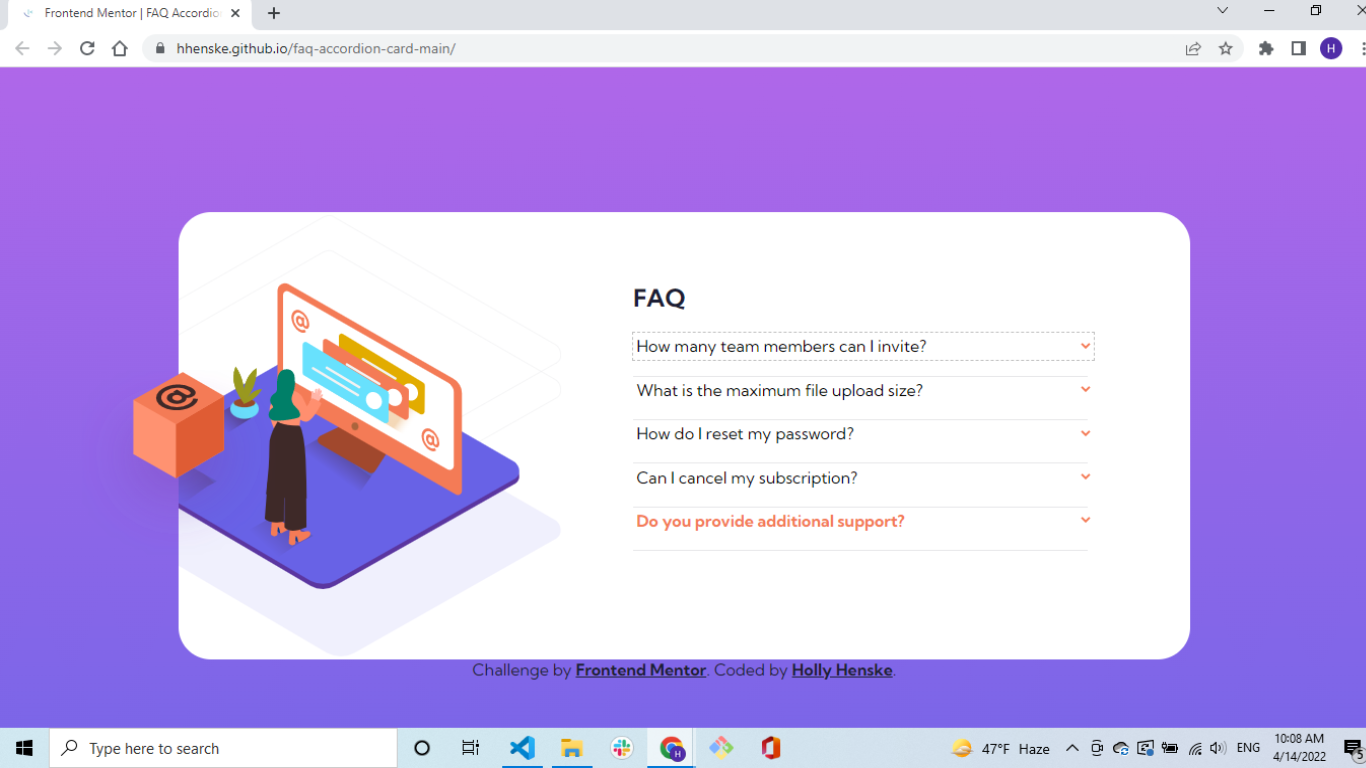 Frontend Mentor | FAQ Accordio
hhenske.github.io/faq-accordion-card-main/
H
FAQ
@
How many team members can I invite?
@
What is the maximum file upload size?
@
How do I reset my password?
Can I cancel my subscription?
Do you provide additional support?
Challenge by Frontend Mentor. Coded by Holly Henske.
Type here to search
H
47°F Haze
ENG
10:08 AM
4/14/2022
5